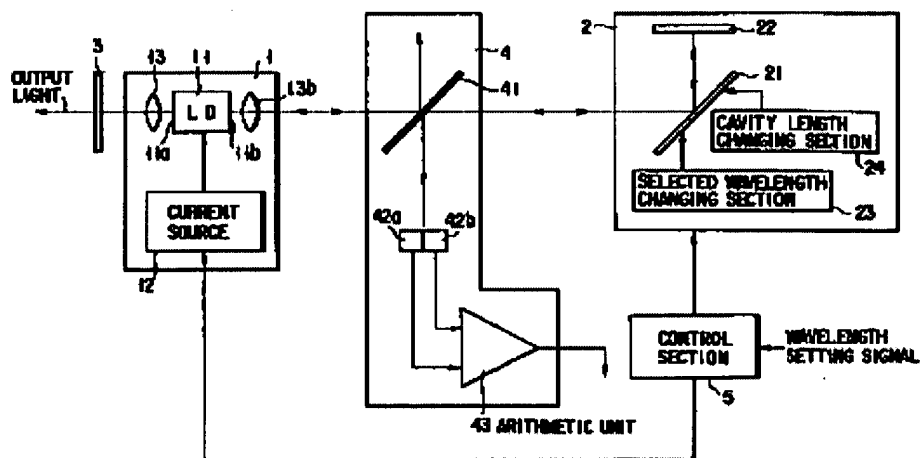 3
13
11
1
OUTPUT
LIGHT
LD
13b
11a
11b
CURRENT
SOURCE
12
4
41
42a
42b
43 ARITHMETIC UNIT
2
22
21
CAVITY LENGTH
CHANGING SECTION
24
SELECTED WAVELENGTH
CHANGING SECTION
23
CONTROL
SECTION
5
WAVELENGTH
SETTING SIGNAL